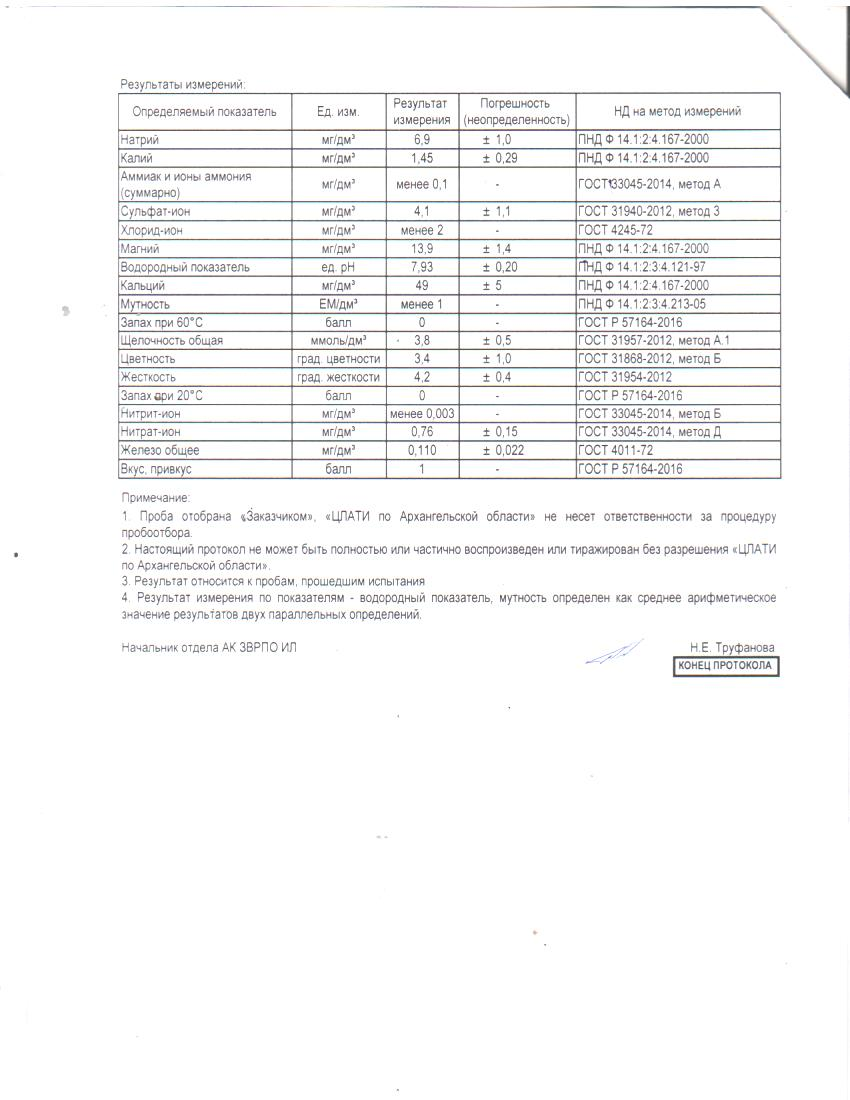 Результаты измерений:
Определяемый показатель | Ед. изм. | Результат измерения | Погрешность (неопределенность) | НД на метод измерений
Натрий | мг/дм³ | 6,9 | ± 1,0 | ПНД Ф 14.1:2:4.167-2000
Калий | мг/дм³ | 1,45 | ± 0,29 | ПНД Ф 14.1:2:4.167-2000
Аммиак и ионы аммония (суммарно) | мг/дм³ | менее 0,1 | - | ГОСТ 33045-2014, метод А
Сульфат-ион | мг/дм³ | 4,1 | ± 1,1 | ГОСТ 31940-2012, метод 3
Хлорид-ион | мг/дм³ | менее 2 | - | ГОСТ 4245-72
Магний | мг/дм³ | 13,9 | ± 1,4 | ПНД Ф 14.1:2:4.167-2000
Водородный показатель | ед. pH | 7,93 | ± 0,20 | ПНД Ф 14.1:2:3:4.121-97
Кальций | мг/дм³ | 49 | ± 5 | ПНД Ф 14.1:2:4.167-2000
Мутность | ЕМ/дм³ | менее 1 | - | ПНД Ф 14.1:2:3:4.213-05
Запах при 60°С | балл | 0 | - | ГОСТ Р 57164-2016
Щелочность общая | ммоль/дм³ | 3,8 | ± 0,5 | ГОСТ 31957-2012, метод А.1
Цветность | град. цветности | 3,4 | ± 1,0 | ГОСТ 31868-2012, метод Б
Жесткость | град. жесткости | 4,2 | ± 0,4 | ГОСТ 31954-2012
Запах при 20°С | балл | 0 | - | ГОСТ Р 57164-2016
Нитрит-ион | мг/дм³ | менее 0,003 | - | ГОСТ 33045-2014, метод Б
Нитрат-ион | мг/дм³ | 0,76 | ± 0,15 | ГОСТ 33045-2014, метод Д
Железо общее | мг/дм³ | 0,110 | ± 0,022 | ГОСТ 4011-72
Вкус, привкус | балл | 1 | - | ГОСТ Р 57164-2016
Примечание:
1. Проба отобрана «Заказчиком», «ЦЛАТИ по Архангельской области» не несет ответственности за процедуру
пробоотбора.
2. Настоящий протокол не может быть полностью или частично воспроизведен или тиражирован без разрешения «ЦЛАТИ
по Архангельской области».
3. Результат относится к пробам, прошедшим испытания
4. Результат измерения по показателям - водородный показатель, мутность определен как среднее арифметическое
значение результатов двух параллельных определений.
Начальник отдела АК ЗВРПО ИЛ Н.Е. Труфанова
КОНЕЦ ПРОТОКОЛА